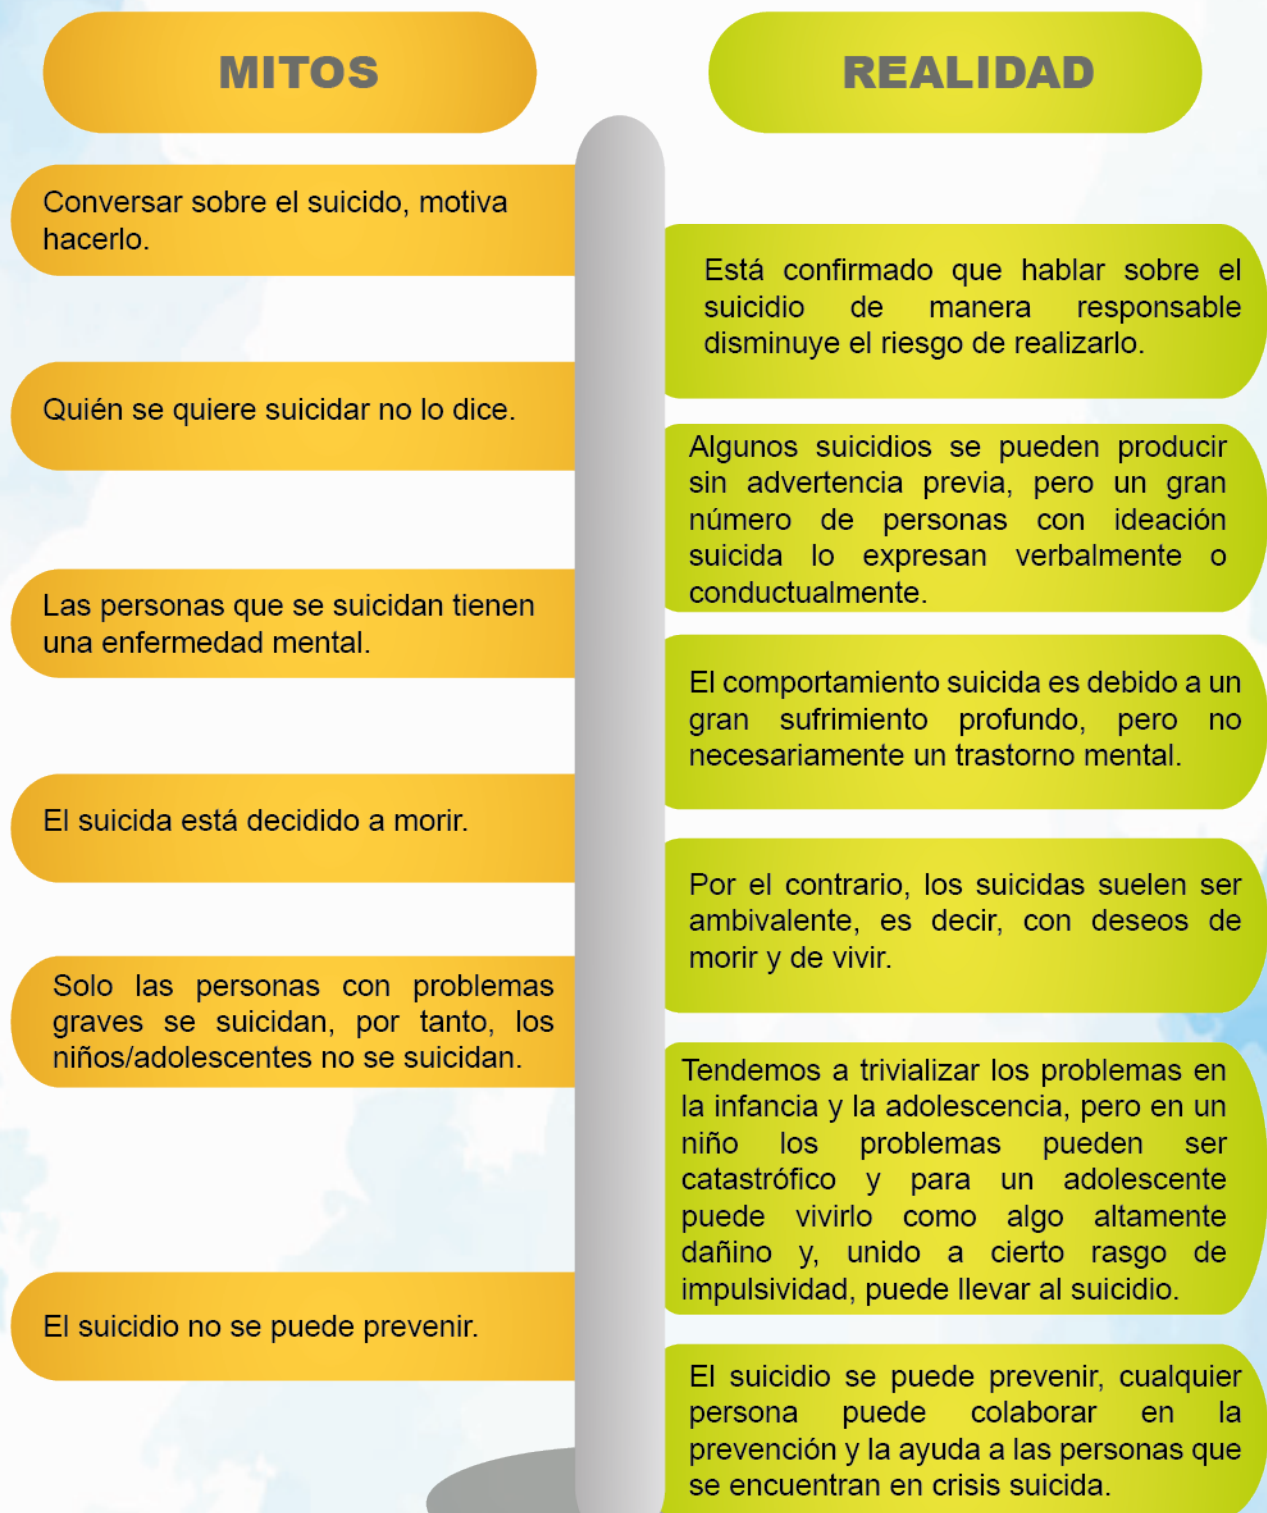 MITOS
REALIDAD
Conversar sobre el suicido, motiva
hacerlo.
Está confirmado que hablar sobre el
suicidio de manera responsable
disminuye el riesgo de realizarlo.
Quién se quiere suicidar no lo dice.
Algunos suicidios se pueden producir
sin advertencia previa, pero un gran
número de personas con ideación
suicida lo expresan verbalmente o
conductualmente.
Las personas que se suicidan tienen
una enfermedad mental.
El comportamiento suicida es debido a un
gran sufrimiento profundo, pero no
necesariamente un trastorno mental.
El suicida está decidido a morir.
Por el contrario, los suicidas suelen ser
ambivalente, es decir, con deseos de
morir y de vivir.
Solo las personas con problemas
graves se suicidan, por tanto, los
niños/adolescentes no se suicidan.
Tendemos a trivializar los problemas en
la infancia y la adolescencia, pero en un
niño los problemas pueden ser
catastrófico y para un adolescente
puede vivirlo como algo altamente
dañino y, unido a cierto rasgo de
impulsividad, puede llevar al suicidio.
El suicidio no se puede prevenir.
El suicidio se puede prevenir, cualquier
persona puede colaborar en la
prevención y la ayuda a las personas que
se encuentran en crisis suicida.